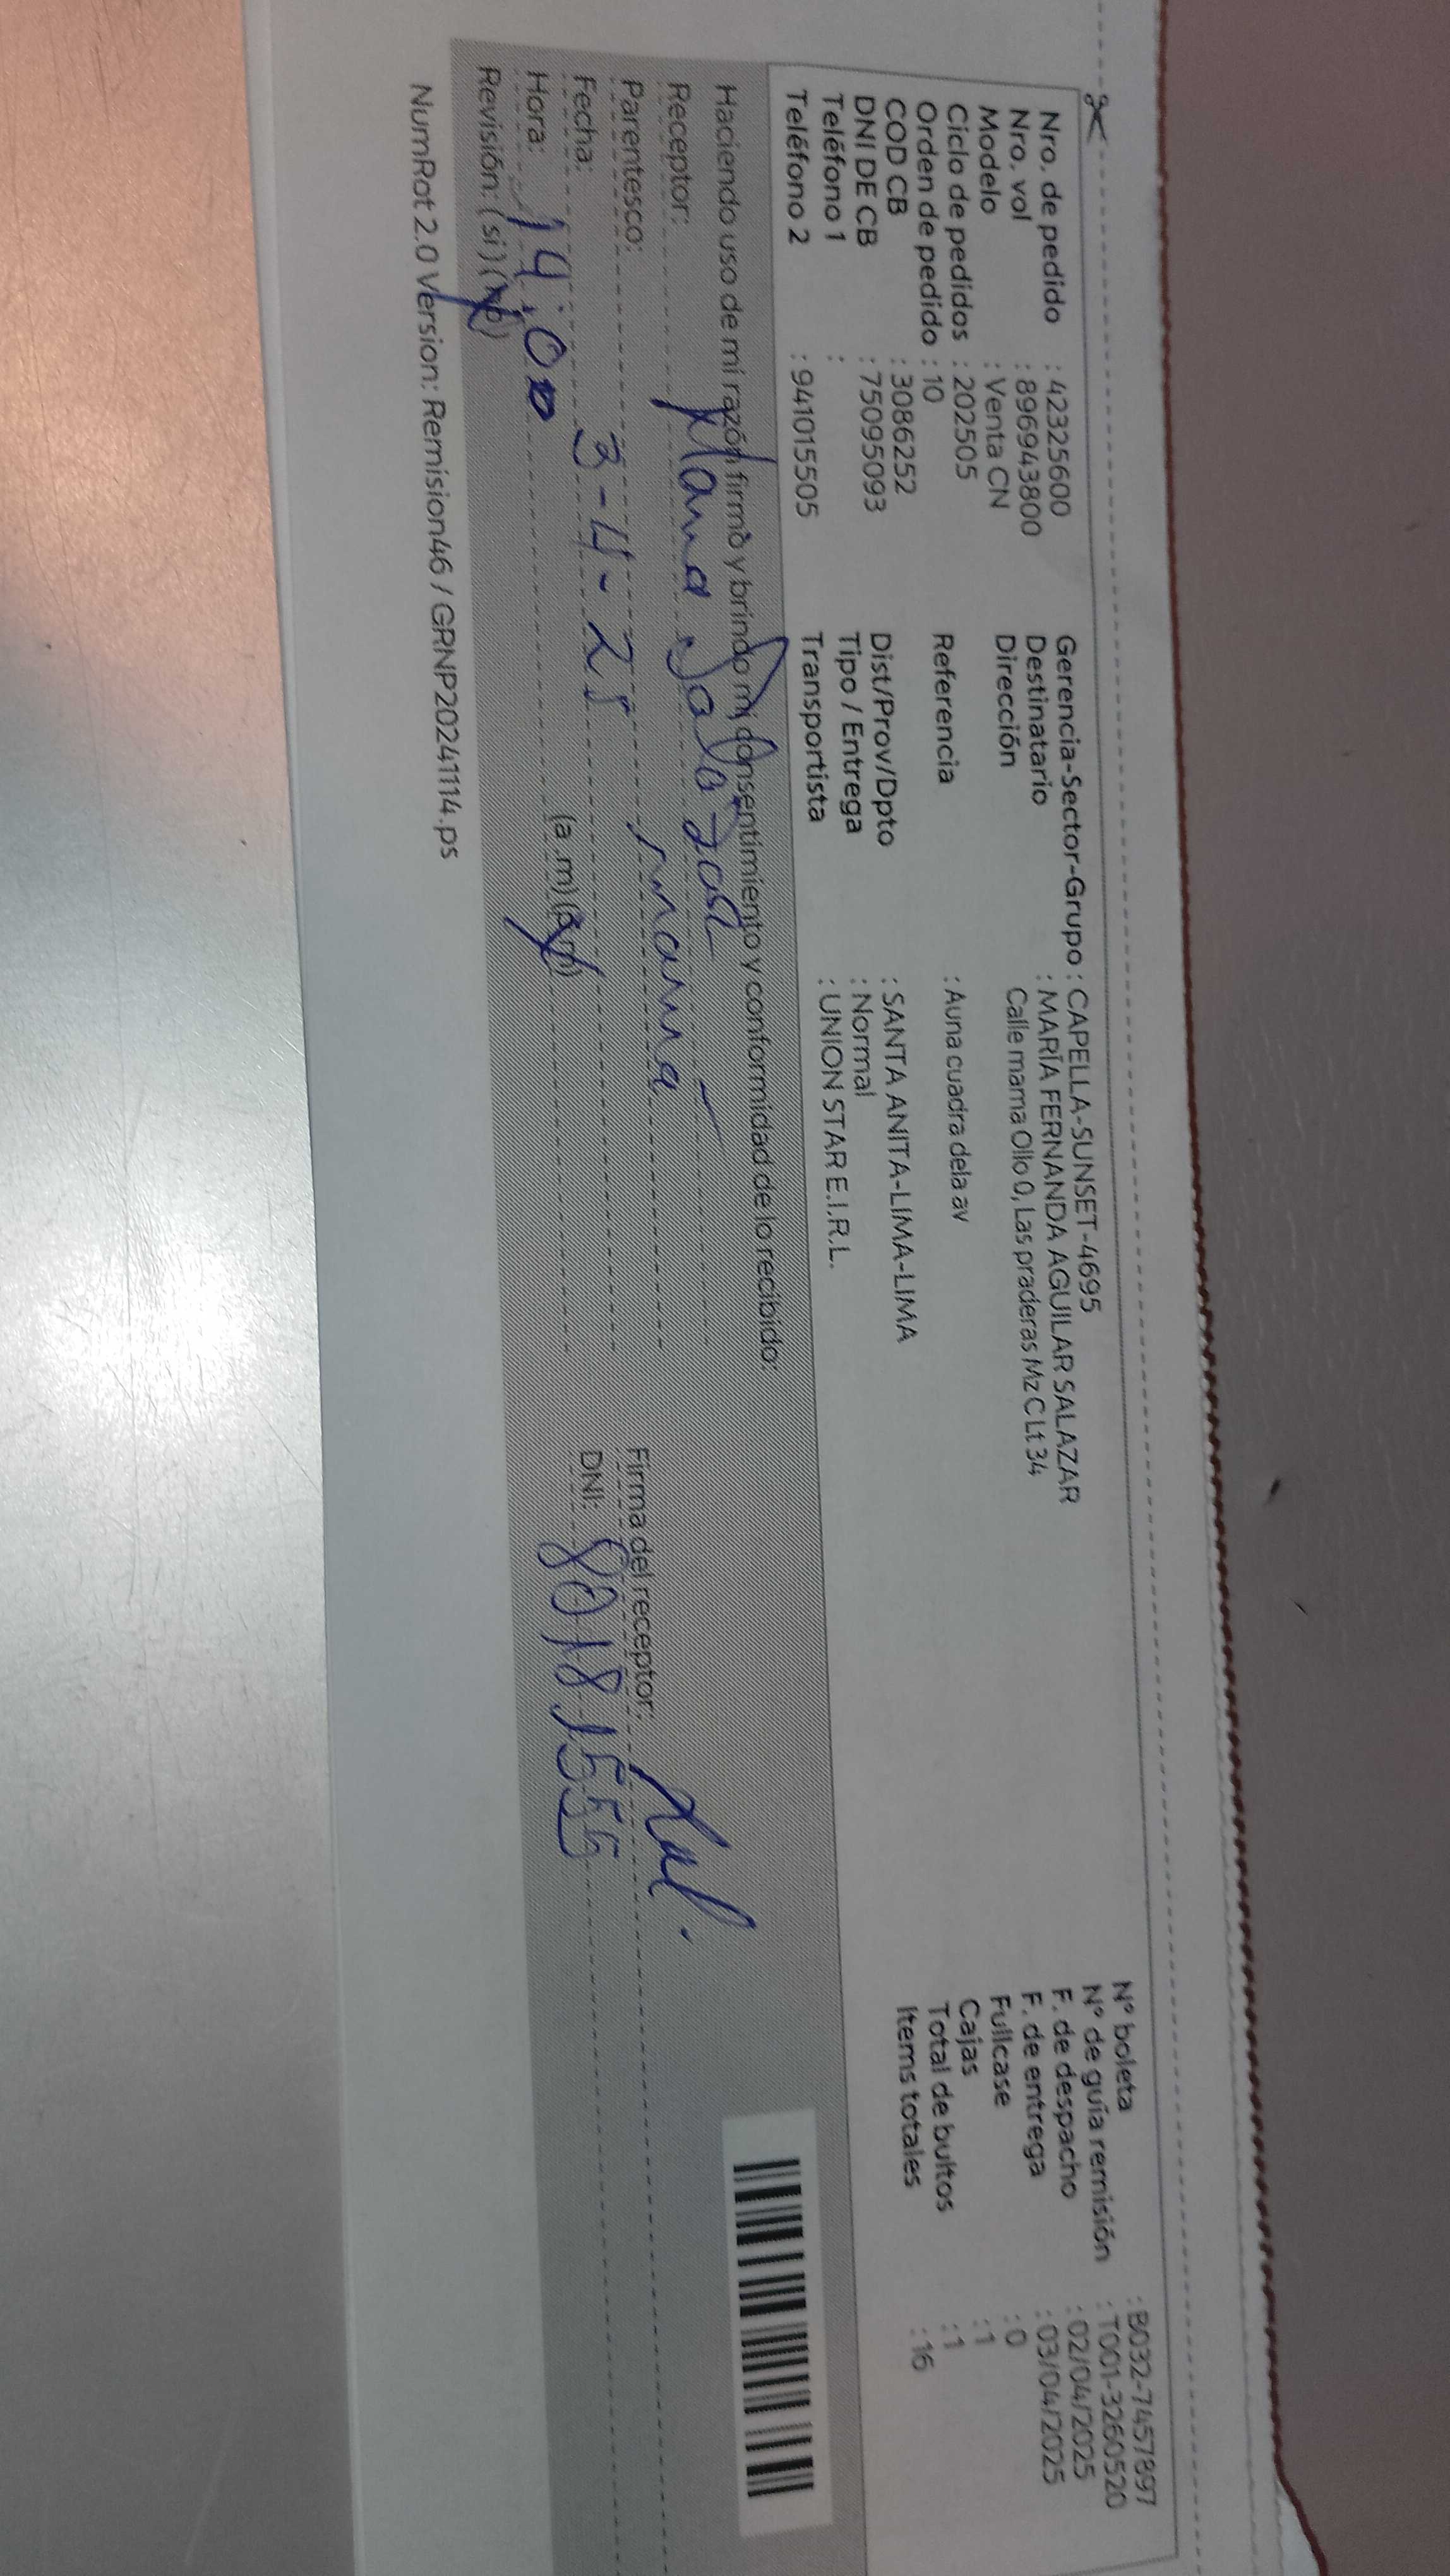 Nro. de pedido : 42325600
Nro. vol : 896943800
Modelo : Venta CN
Ciclo de pedidos : 202505
Orden de pedido : 10
COD CB : 3086252
DNI DE CB : 75095093
Teléfono 1 :
Teléfono 2 : 941015505
Gerencia-Sector-Grupo : CAPELLA-SUNSET-4695
Destinatario : MARÍA FERNANDA AGUILAR SALAZAR
Dirección Calle mama Ollo 0, Las praderas Mz C Lt 34
Referencia : Auna cuadra dela av
Dist/Prov/Dpto : SANTA ANITA-LIMA-LIMA
Tipo / Entrega : Normal
Transportista : UNION STAR E.I.R.L.
N° boleta : B032-7457897
N° de guía remisión : T001-3260520
F. de despacho : 02/04/2025
F. de entrega : 03/04/2025
Fullcase : 0
Cajas : 1
Total de bultos : 1
Items totales : 16
Haciendo uso de mi razón firmo y brindo mi consentimiento y conformidad de lo recibido:
Receptor: Salazar
Parentesco: mamá
Fecha: 3-4-25
Hora: 14:00 (a.m) (p.m)
Revisión: (si) (no)
Firma del receptor:
DNI: 80181555
NumRot 2.0 Version: Remision46 / GRNP20241114.ps